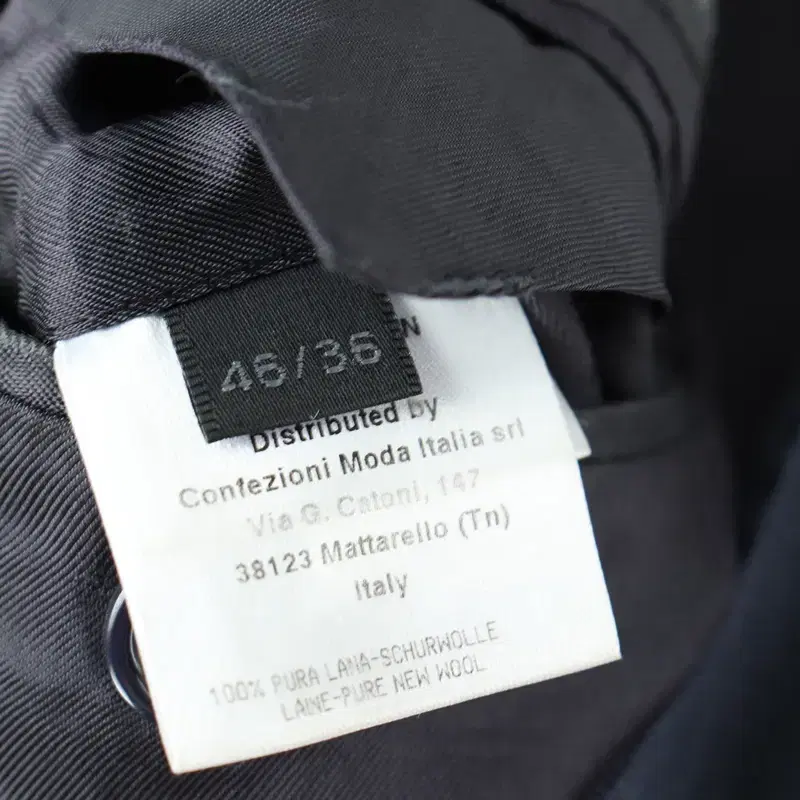 46/36
Distributed by
Confezioni Moda Italia srl
Via G. Catoni, 147
38123 Mattarello (Tn)
Italy
100% PURA LANA-SCHURWOLLE
LAINE-PURE NEW WOOL